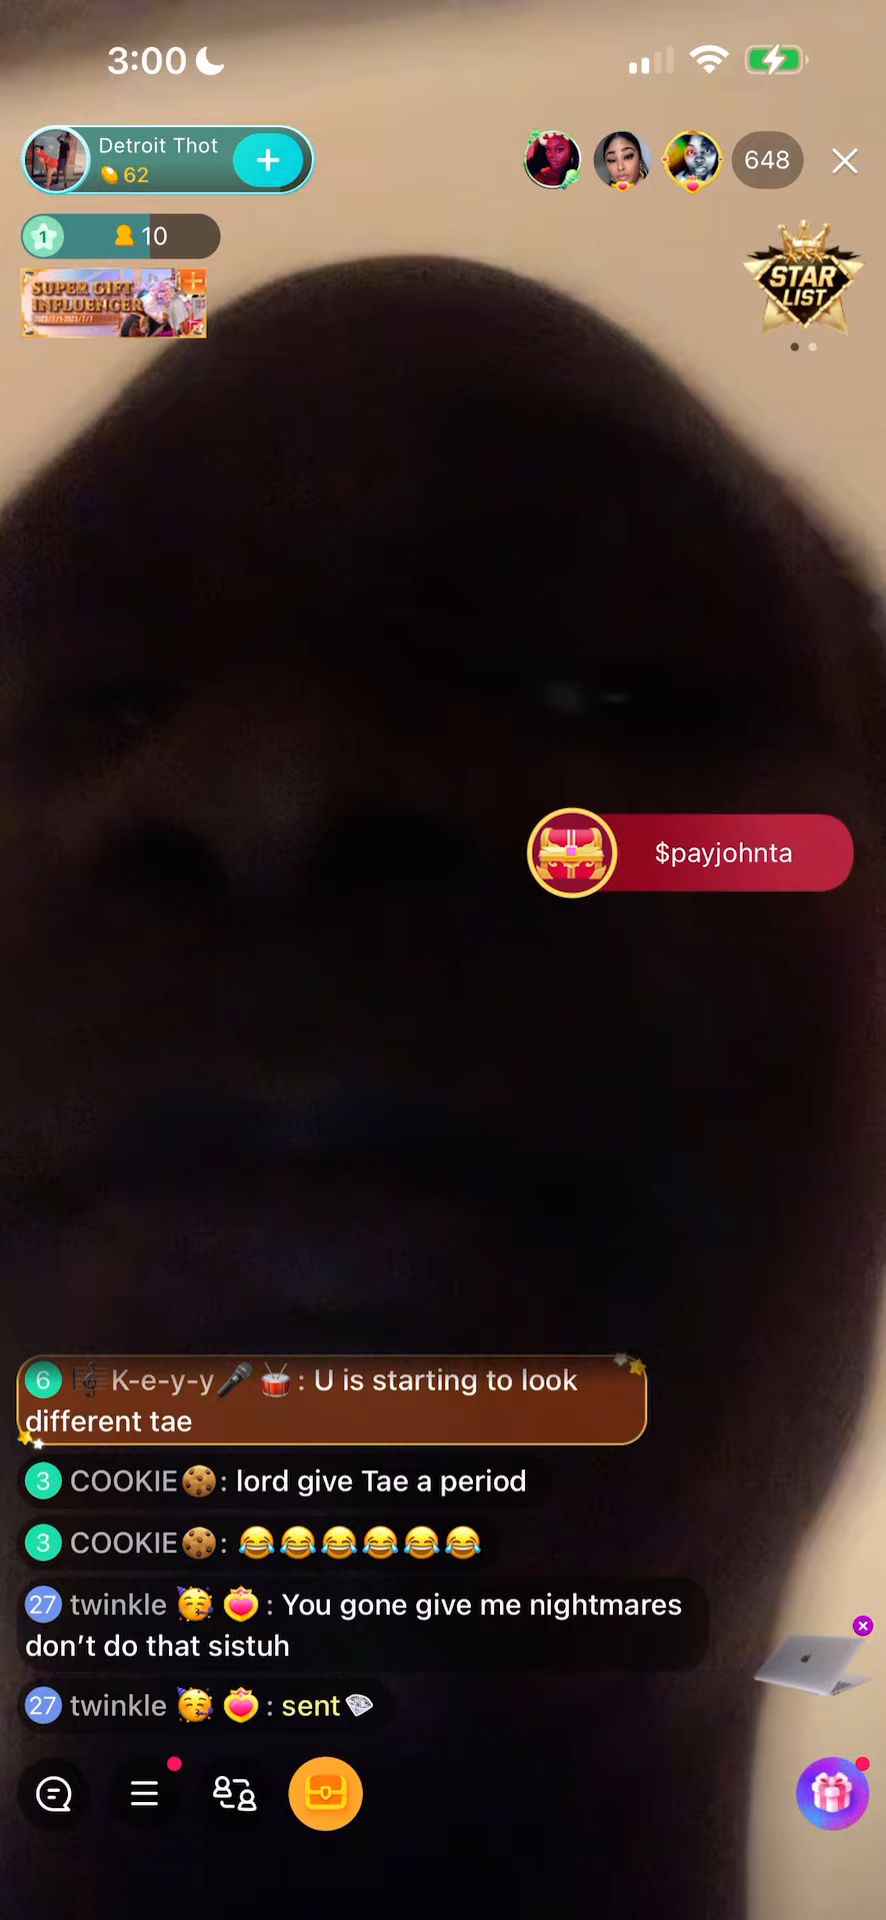 3:00
Detroit Thot
62
648
1 10
SUPER GIFT
INFLUENCER
STAR
LIST
$payjohnta
6 🎼 K-e-y-y🎤 🥁 : U is starting to look
different tae
3 COOKIE🍪: lord give Tae a period
3 COOKIE🍪: 😂😂😂😂😂😂
27 twinkle 🥳 💗 : You gone give me nightmares
don't do that sistuh
27 twinkle 🥳 💗 : sent💎